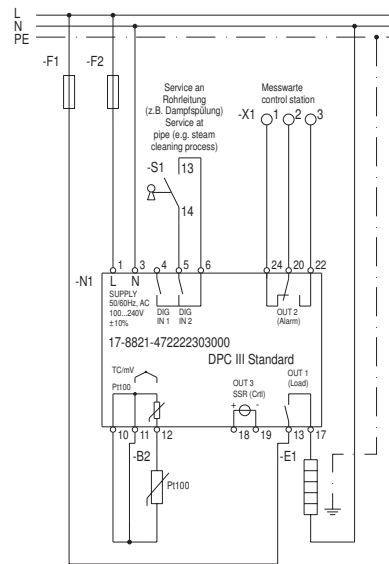 L
N
PE
-F1
-F2
Service an
Rohrleitung
(z.B. Dampfspülung)
Service at
pipe (e.g. steam
cleaning process)
Messwarte
control station
-X1 1 2 3
-S1
13
14
-N1
1 3 4 5 6 24 20 22
L N
SUPPLY
50/60Hz, AC
100...240V
±10%
DIG
IN 1
DIG
IN 2
OUT 2
(Alarm)
17-8821-472222303000
DPC III Standard
TC/mV
Pt100
OUT 3
SSR (Crtl)
+ -
OUT 1
(Load)
10 11 12 18 19 13 17
-B2
-E1
Pt100